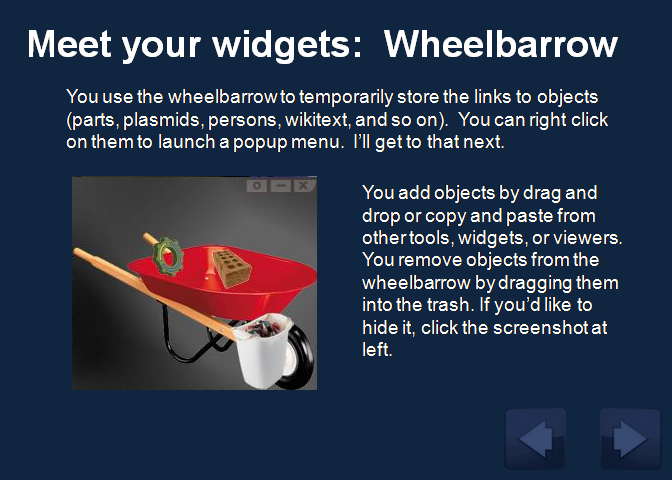 Meet your widgets:  Wheelbarrow
You use the wheelbarrow to temporarily store the links to objects
(parts, plasmids, persons, wikitext, and so on).  You can right click
on them to launch a popup menu.  I'll get to that next.
You add objects by drag and
drop or copy and paste from
other tools, widgets, or viewers.
You remove objects from the
wheelbarrow by dragging them
into the trash. If you'd like to
hide it, click the screenshot at
left.